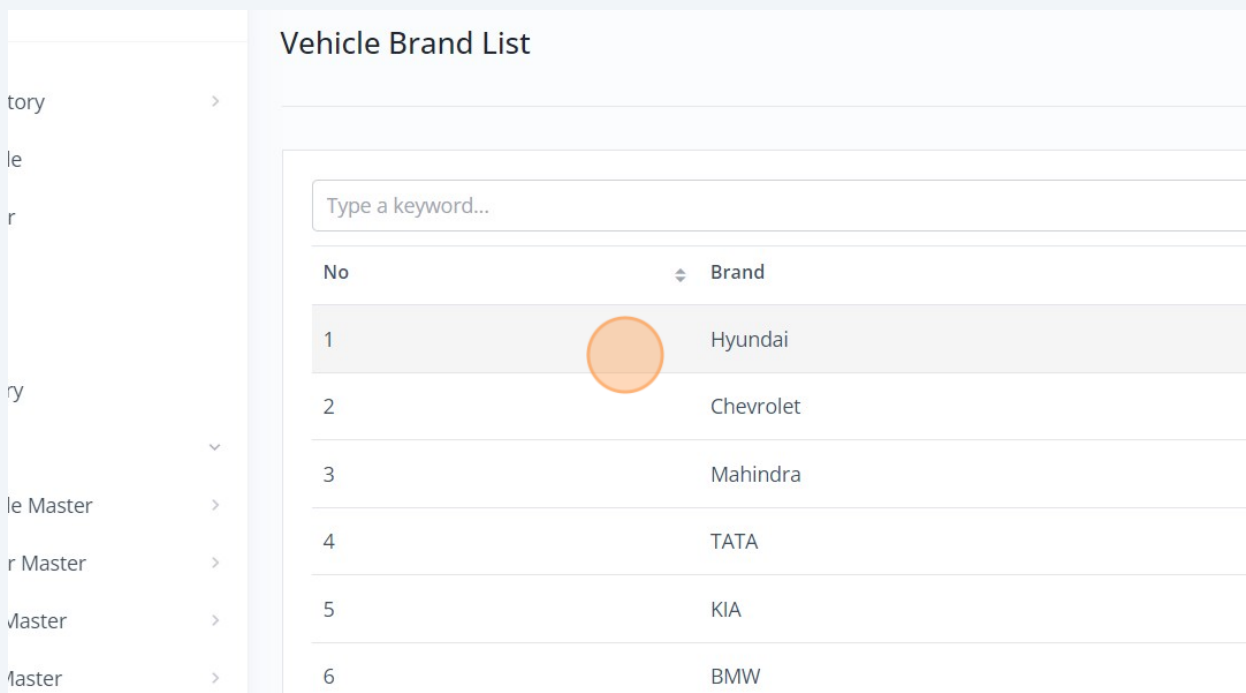 Vehicle Brand List
tory
le
r
ry
le Master
r Master
Master
Master
Type a keyword...
No Brand
1 Hyundai
2 Chevrolet
3 Mahindra
4 TATA
5 KIA
6 BMW